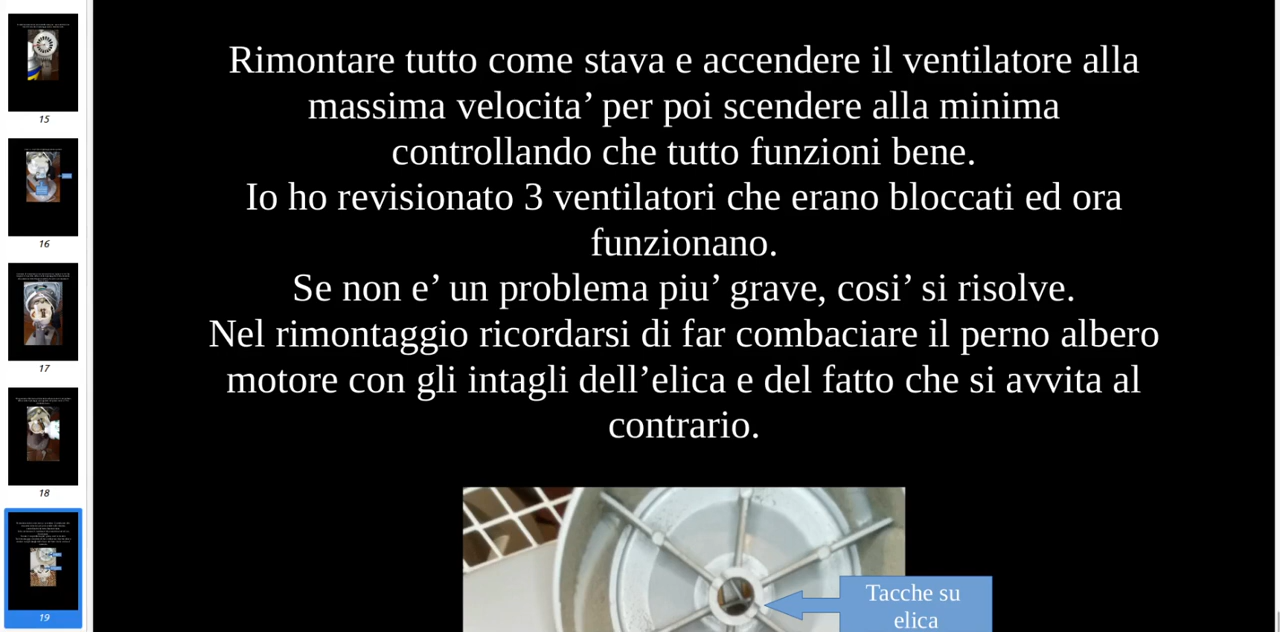 Rimontare tutto come stava e accendere il ventilatore alla
massima velocita’ per poi scendere alla minima
controllando che tutto funzioni bene.
Io ho revisionato 3 ventilatori che erano bloccati ed ora
funzionano.
Se non e’ un problema piu’ grave, cosi’ si risolve.
Nel rimontaggio ricordarsi di far combaciare il perno albero
motore con gli intagli dell’elica e del fatto che si avvita al
contrario.
Tacche su
elica
15
16
17
18
19